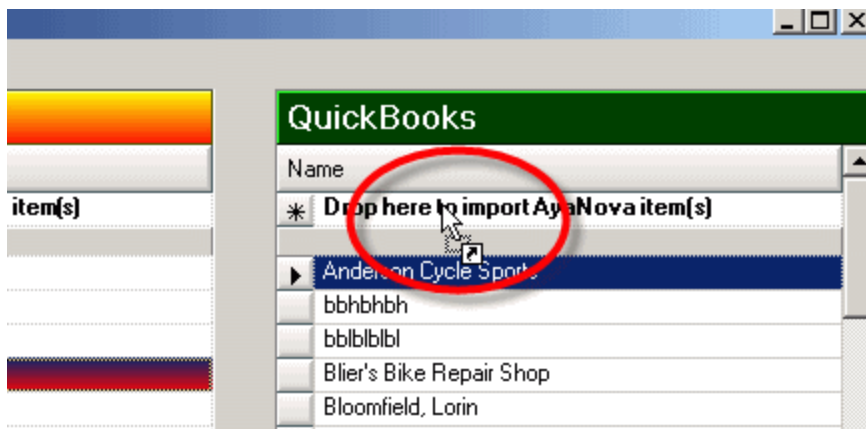 QuickBooks
Name
item(s)
Drop here to import AyaNova item(s)
Anderson Cycle Sports
bbhbhbh
bblblblbl
Blier's Bike Repair Shop
Bloomfield, Lorin